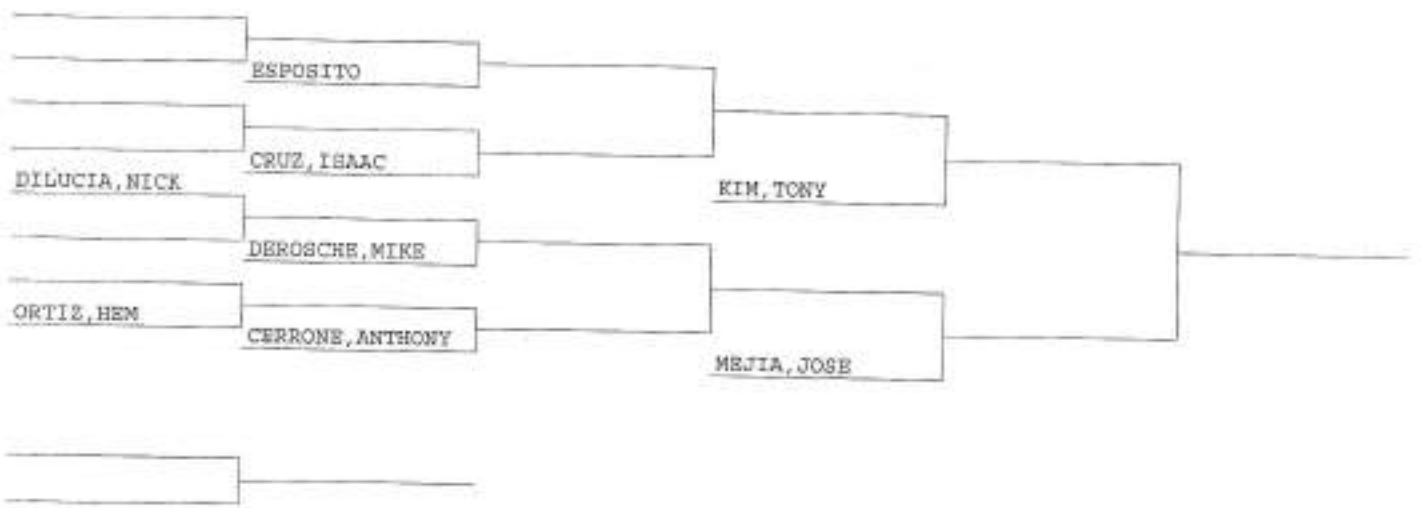 ESPOSITO
CRUZ,ISAAC
DILUCIA,NICK
KIM,TONY
DEROSCHE,MIKE
ORTIZ,HEM
CERRONE,ANTHONY
MEJIA,JOSE